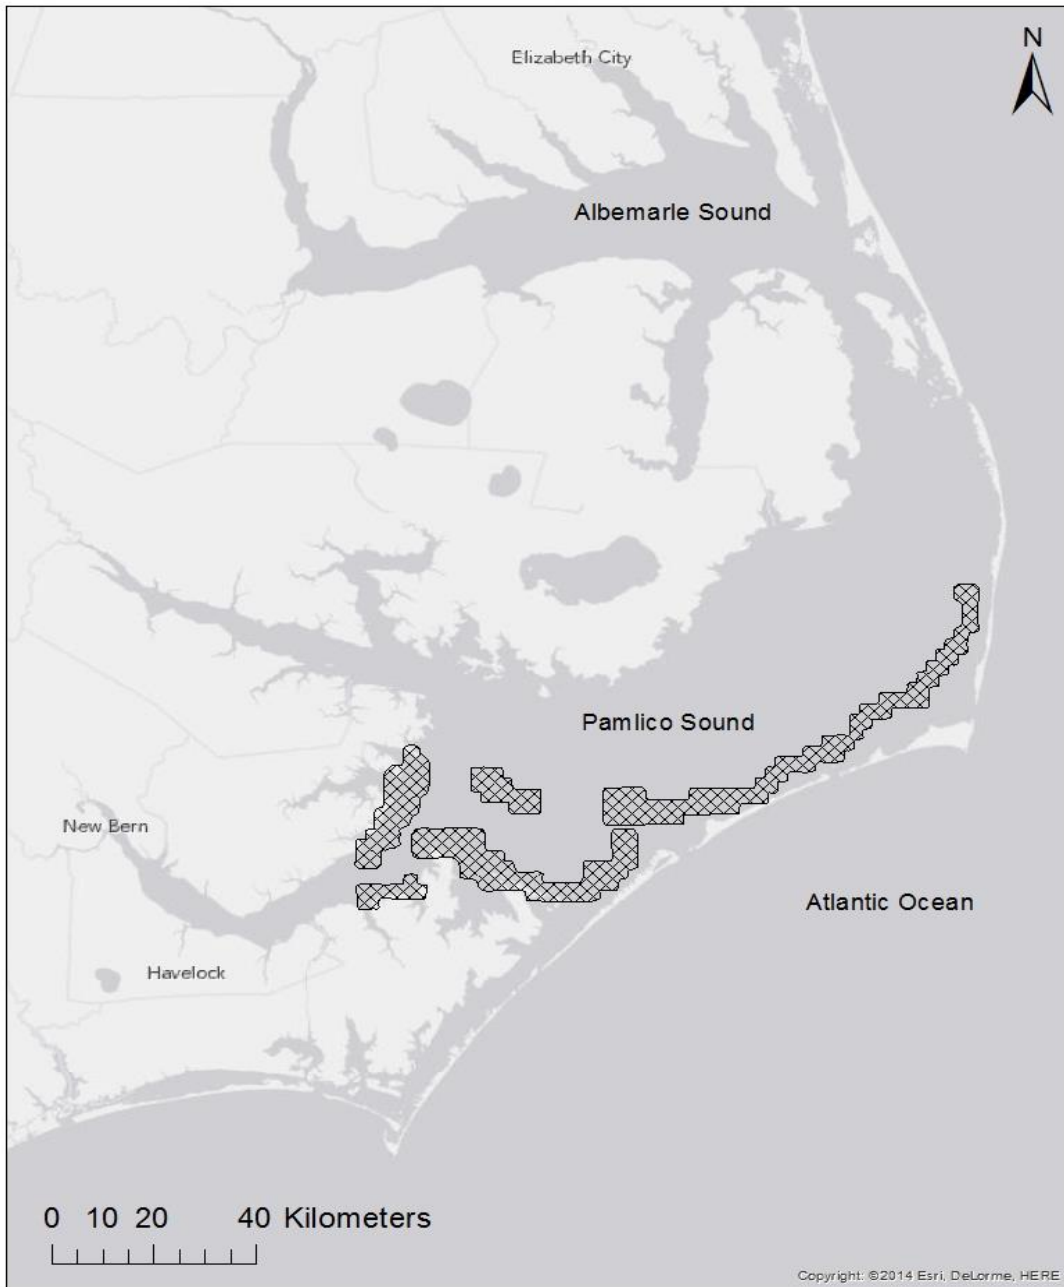 N
Elizabeth City
Albemarle Sound
Pamlico Sound
New Bern
Atlantic Ocean
Havelock
0 10 20 40 Kilometers
Copyright: ©2014 Esri, DeLorme, HERE